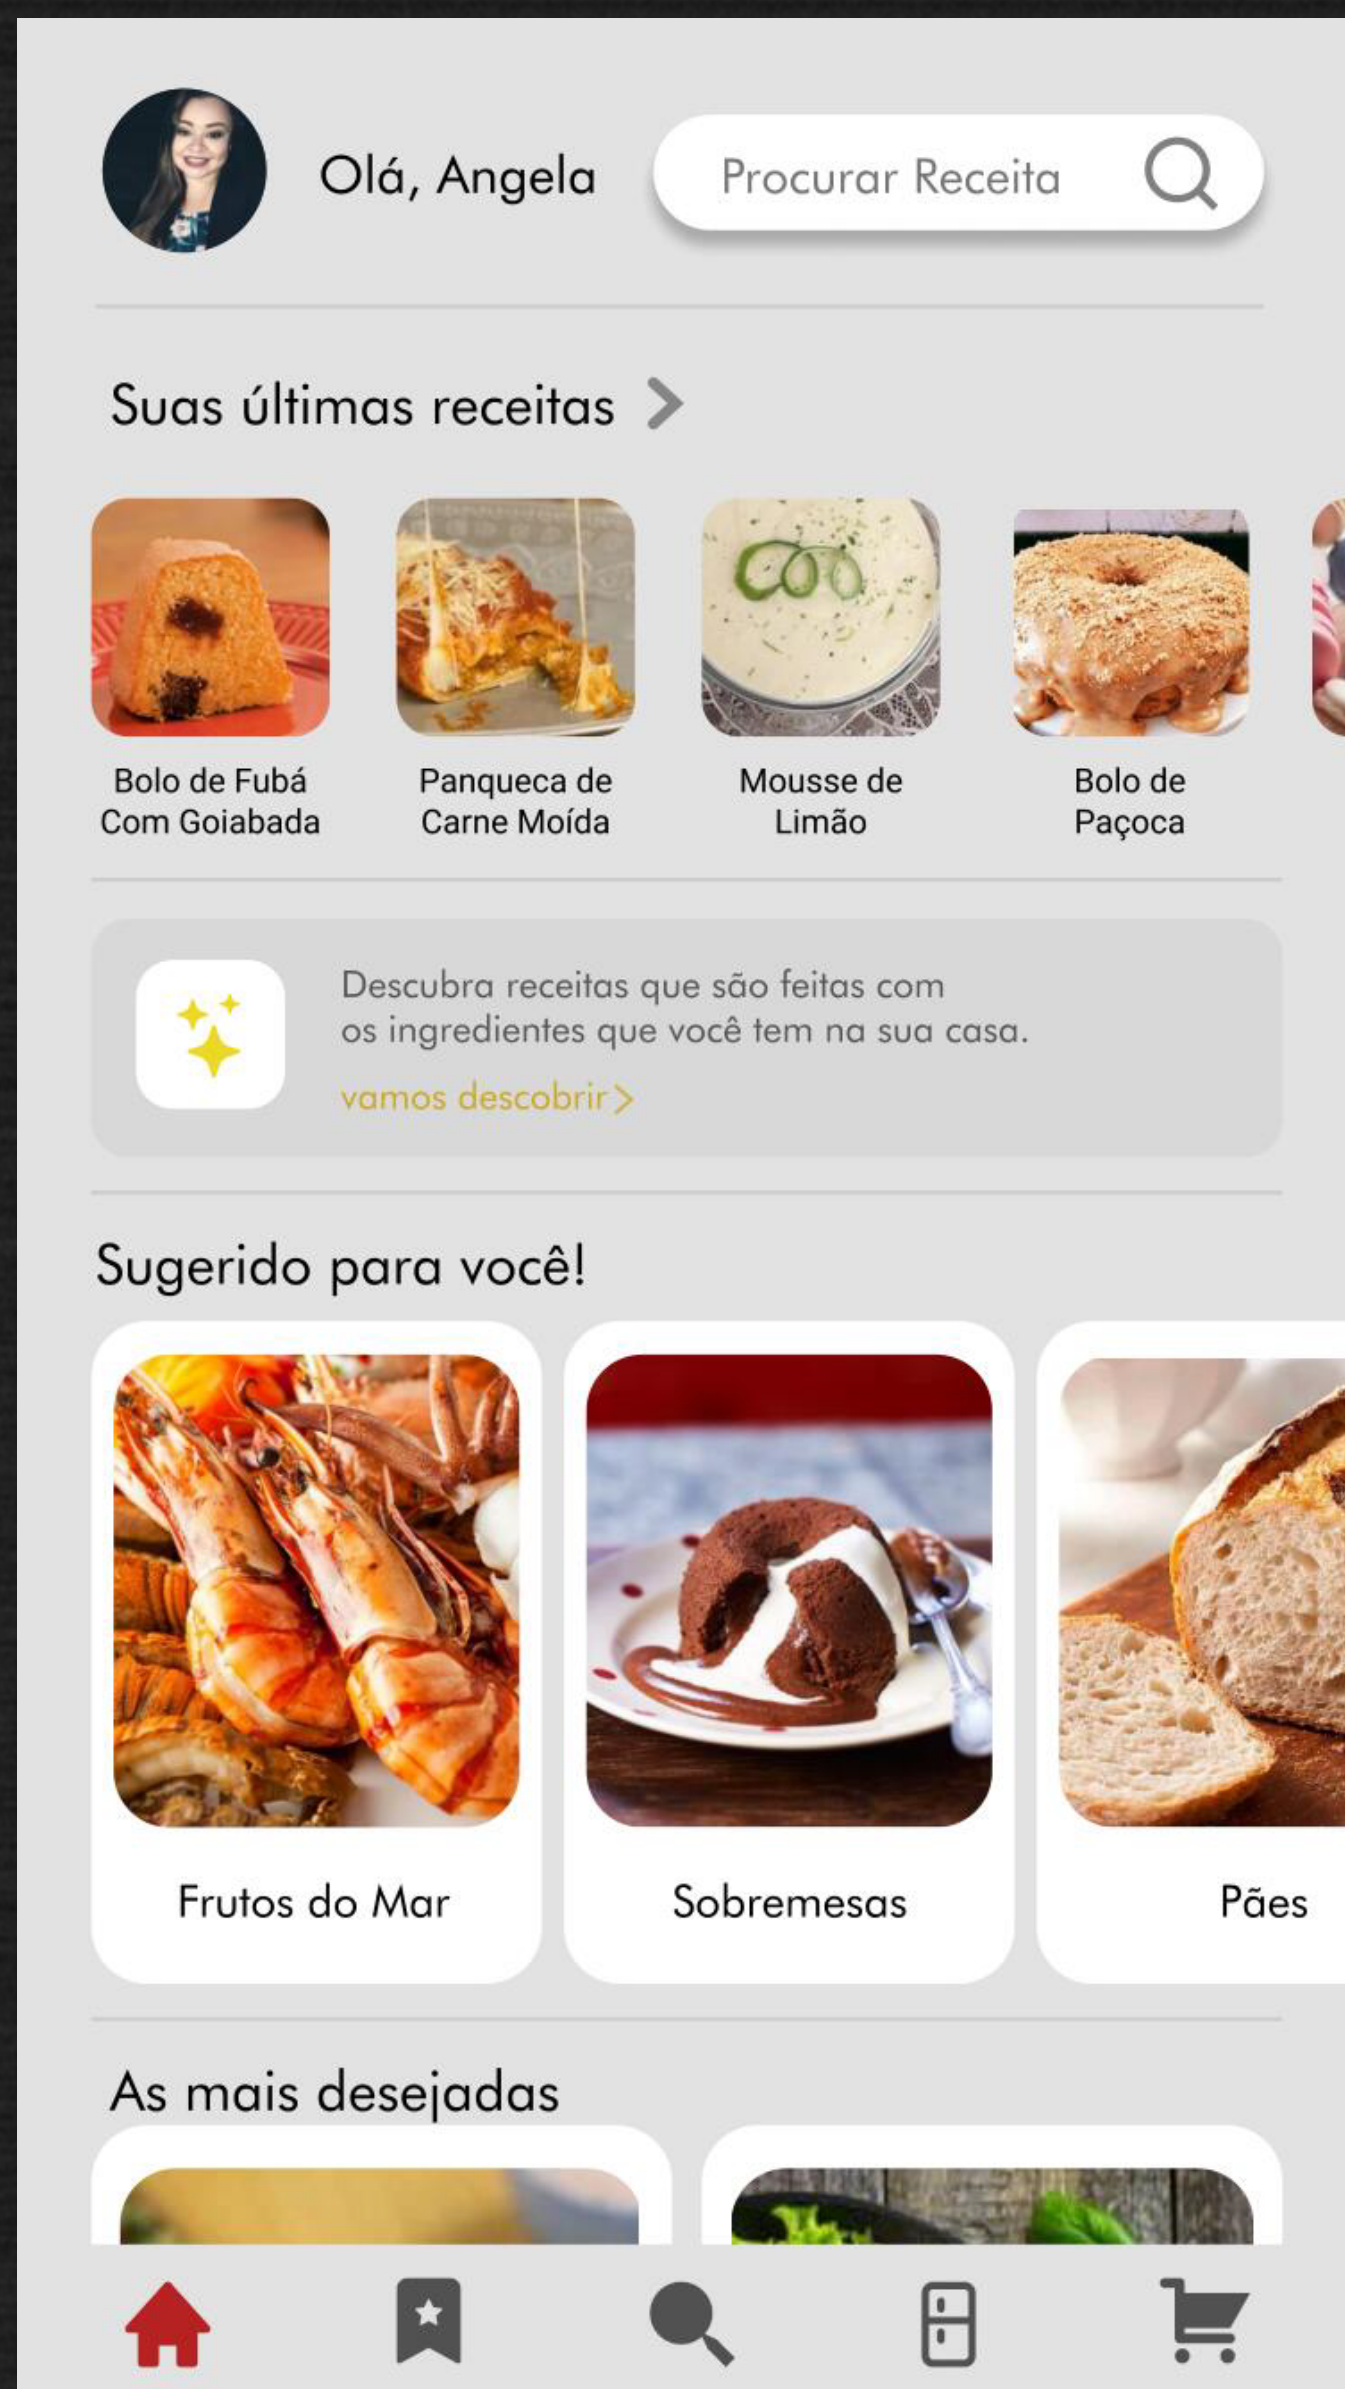 Olá, Angela
Procurar Receita
Suas últimas receitas
Bolo de Fubá
Com Goiabada
Panqueca de
Carne Moída
Mousse de
Limão
Bolo de
Paçoca
Descubra receitas que são feitas com
os ingredientes que você tem na sua casa.
vamos descobrir>
Sugerido para você!
Frutos do Mar
Sobremesas
Pães
As mais desejadas